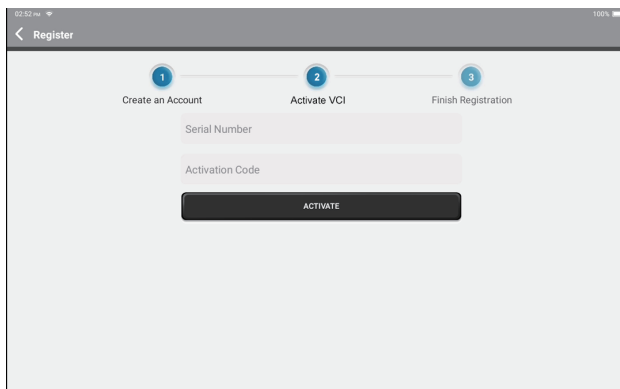 02:52 PM
100%
Register
1
2
3
Create an Account
Activate VCI
Finish Registration
Serial Number
Activation Code
ACTIVATE